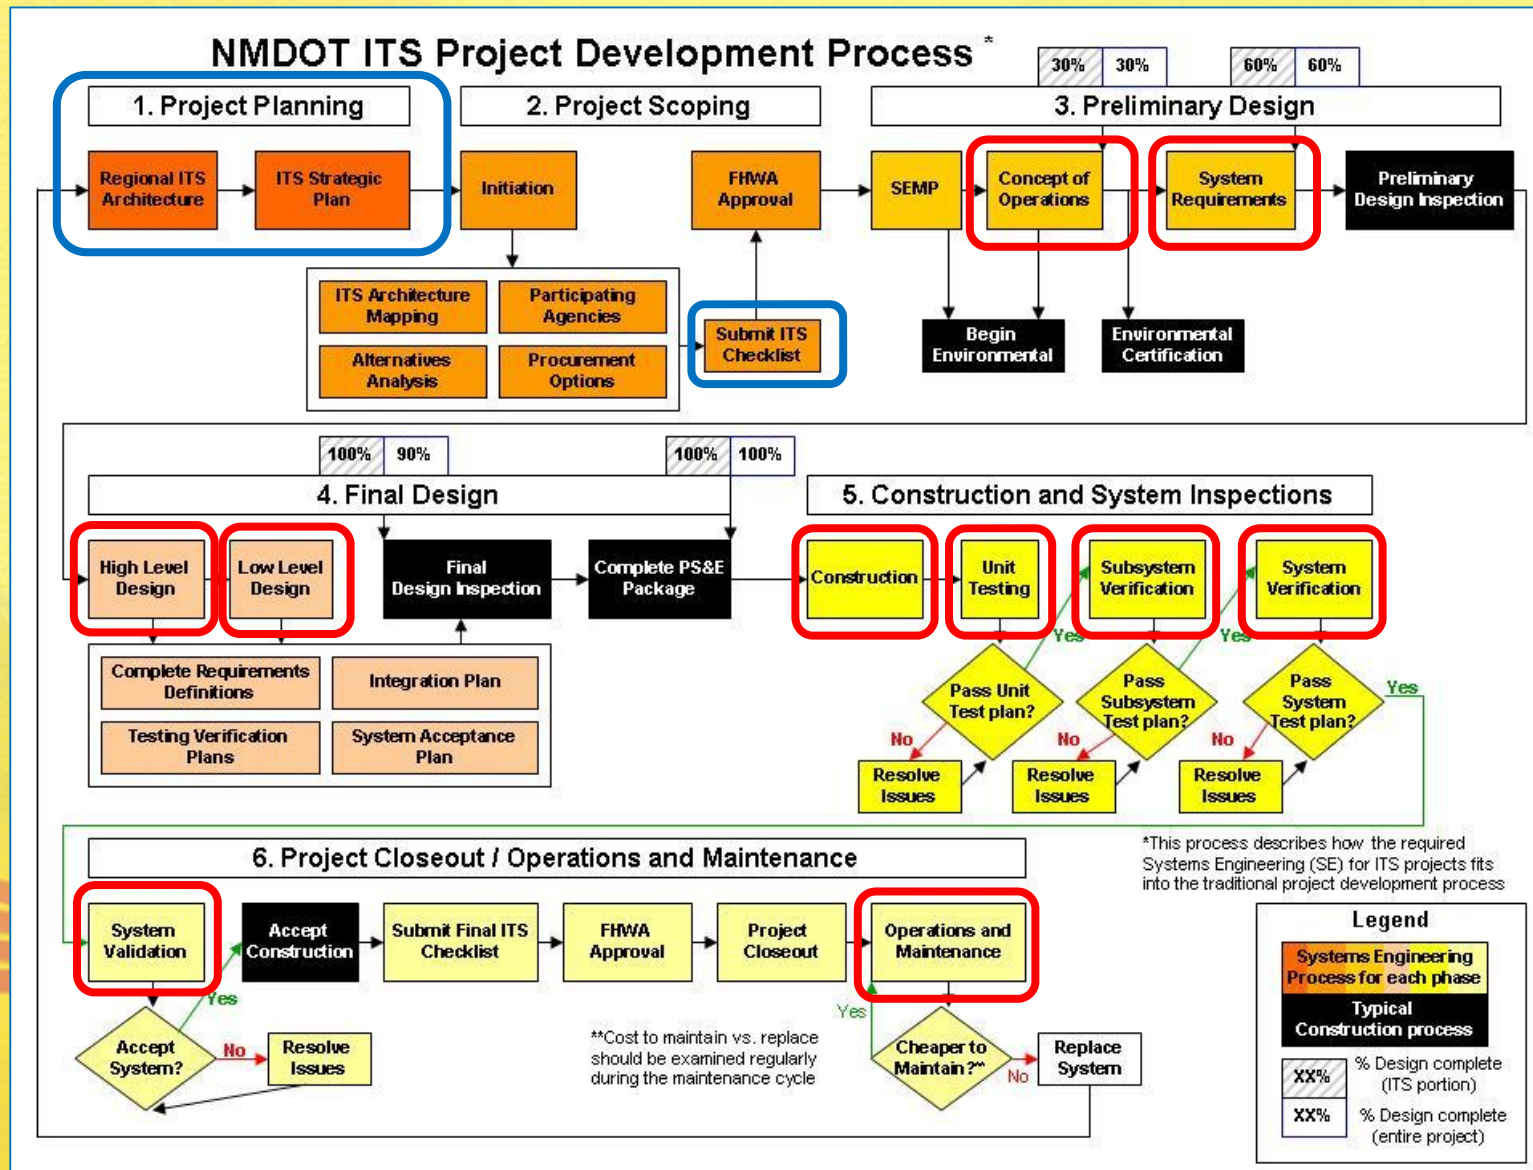 NMDOT ITS Project Development Process *
30% 30%
60% 60%
1. Project Planning
2. Project Scoping
3. Preliminary Design
Regional ITS
Architecture
ITS Strategic
Plan
Initiation
FHWA
Approval
SEMP
Concept of
Operations
System
Requirements
Preliminary
Design Inspection
ITS Architecture
Mapping
Participating
Agencies
Alternatives
Analysis
Procurement
Options
Submit ITS
Checklist
Begin
Environmental
Environmental
Certification
100% 90%
100% 100%
4. Final Design
5. Construction and System Inspections
High Level
Design
Low Level
Design
Final
Design Inspection
Complete PS&E
Package
Construction
Unit
Testing
Subsystem
Verification
System
Verification
Complete Requirements
Definitions
Integration Plan
Testing Verification
Plans
System Acceptance
Plan
Yes
Yes
Yes
Pass Unit
Test plan?
Pass
Subsystem
Test plan?
Pass
System
Test plan?
No
No
No
Resolve
Issues
Resolve
Issues
Resolve
Issues
6. Project Closeout / Operations and Maintenance
*This process describes how the required
Systems Engineering (SE) for ITS projects fits
into the traditional project development process
System
Validation
Accept
Construction
Submit Final ITS
Checklist
FHWA
Approval
Project
Closeout
Operations and
Maintenance
Yes
Yes
Accept
System?
No
Resolve
Issues
**Cost to maintain vs. replace
should be examined regularly
during the maintenance cycle
Cheaper to
Maintain?**
No
Replace
System
Legend
Systems Engineering
Process for each phase
Typical
Construction process
XX%
% Design complete
(ITS portion)
XX%
% Design complete
(entire project)